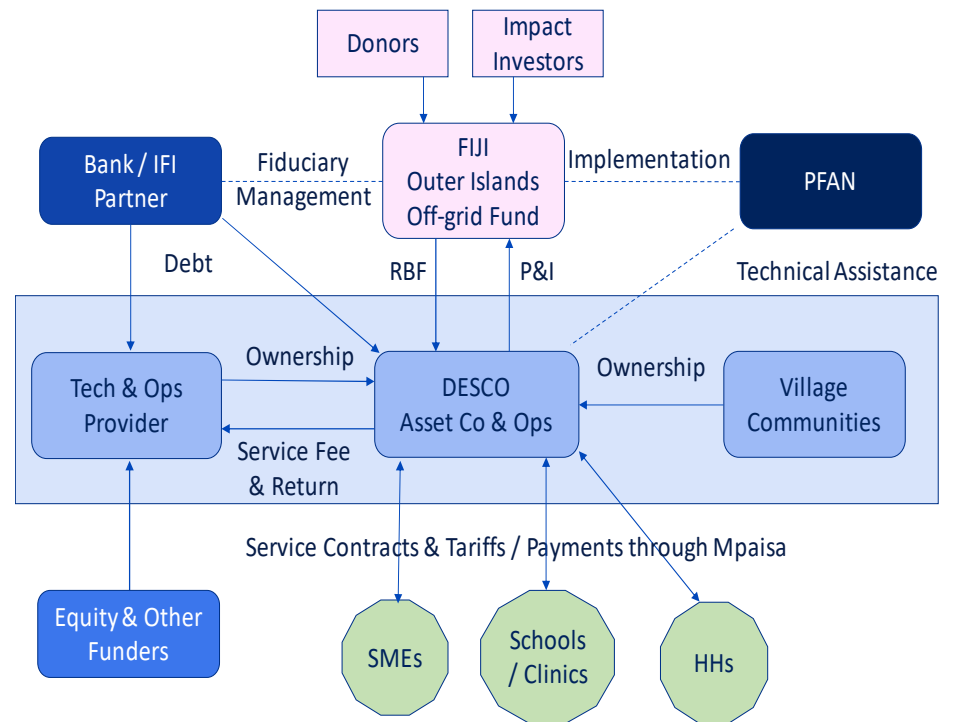 Donors
Impact
Investors
Bank / IFI
Partner
Fiduciary
Management
FIJI
Outer Islands
Off-grid Fund
Implementation
PFAN
Debt
RBF
P&I
Technical Assistance
Tech & Ops
Provider
Ownership
DESCO
Asset Co & Ops
Ownership
Village
Communities
Service Fee
& Return
Service Contracts & Tariffs / Payments through Mpaisa
Equity & Other
Funders
SMEs
Schools
/ Clinics
HHs